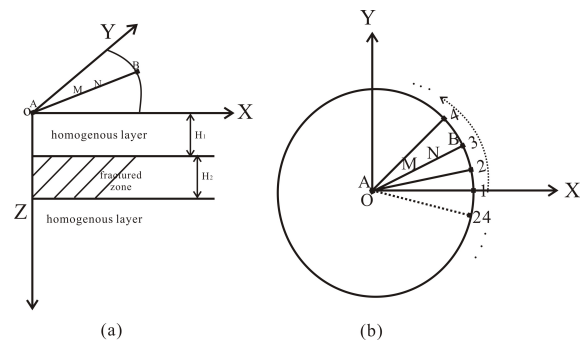 Y
A
B
M
N
O
X
homogenous layer
H1
fractured
zone
H2
Z
homogenous layer
(a)
Y
. . .
4
B
3
N
M
2
A
1
X
O
24
. . .
(b)